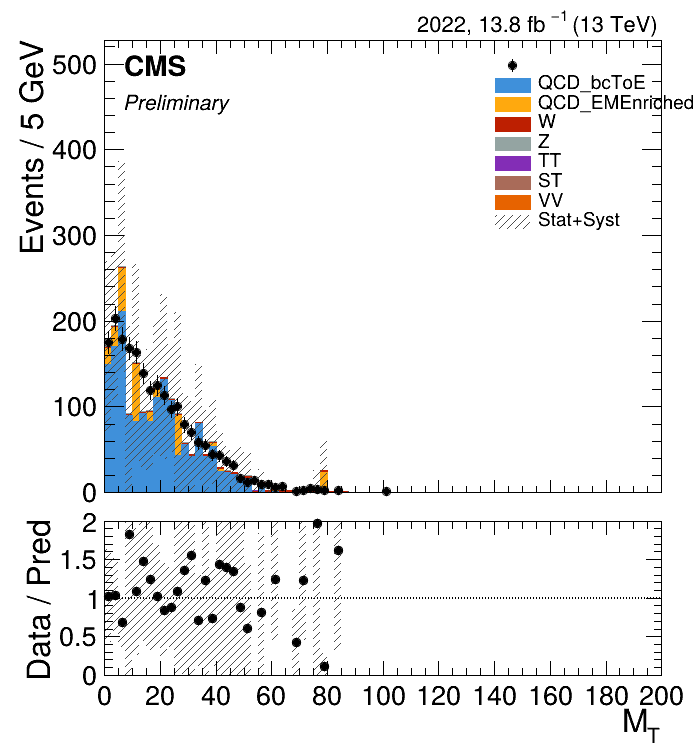 2022, 13.8 fb⁻¹ (13 TeV)
CMS
Preliminary
QCD_bcToE
QCD_EMEnriched
W
Z
TT
ST
VV
Stat+Syst
Events / 5 GeV
500
400
300
200
100
0
Data / Pred
2
1.5
1
0.5
0
0 20 40 60 80 100 120 140 160 180 200
M_T